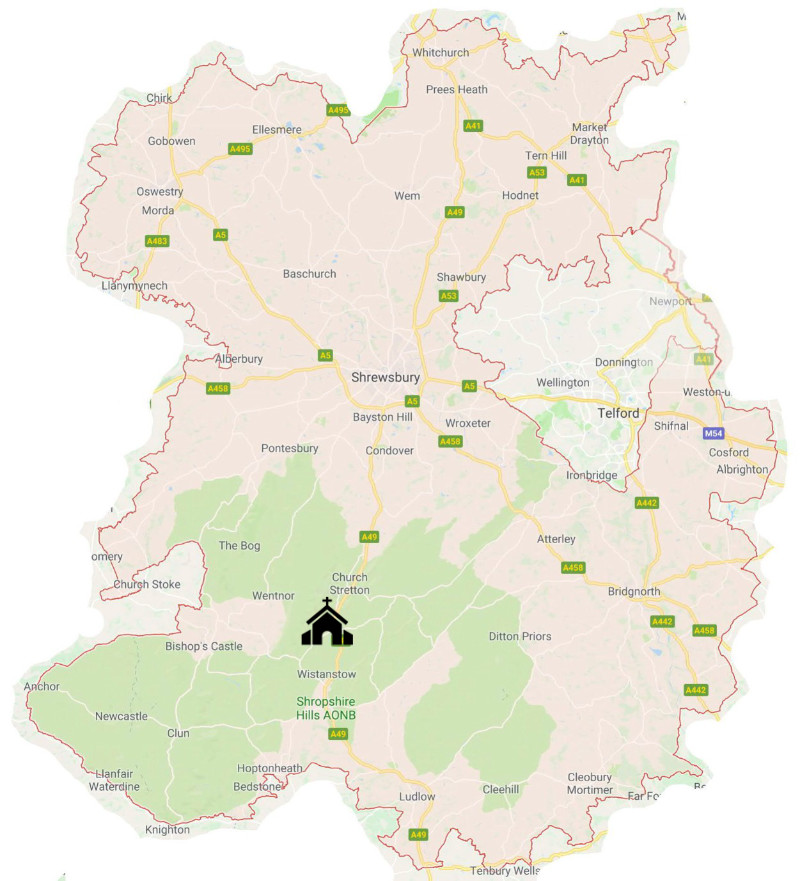 M
Whitchurch
Prees Heath
Chirk
A495
Ellesmere
A41
Market
Drayton
Gobowen
A495
Tern Hill
A53
A41
Oswestry
Wem
Hodnet
Morda
A49
A5
A483
Baschurch
Shawbury
Llanymynech
A53
Newport
Alberbury
A5
Donnington
A41
Shrewsbury
Wellington
A458
A5
Weston-u
A5
Telford
Bayston Hill
Wroxeter
Shifnal
M54
A458
Pontesbury
Condover
Cosford
Albrighton
Ironbridge
A442
A49
Atterley
The Bog
omery
A458
Church Stoke
Church
Stretton
Wentnor
Bridgnorth
A442
A458
Ditton Priors
Bishop's Castle
Wistanstow
Anchor
A442
Shropshire
Hills AONB
Newcastle
Clun
A49
Hoptonheath
Llanfair
Waterdine
Bedstone
Ludlow
Cleehill
Cleobury
Mortimer
Far Fo
Knighton
A49
Tenbury Wells